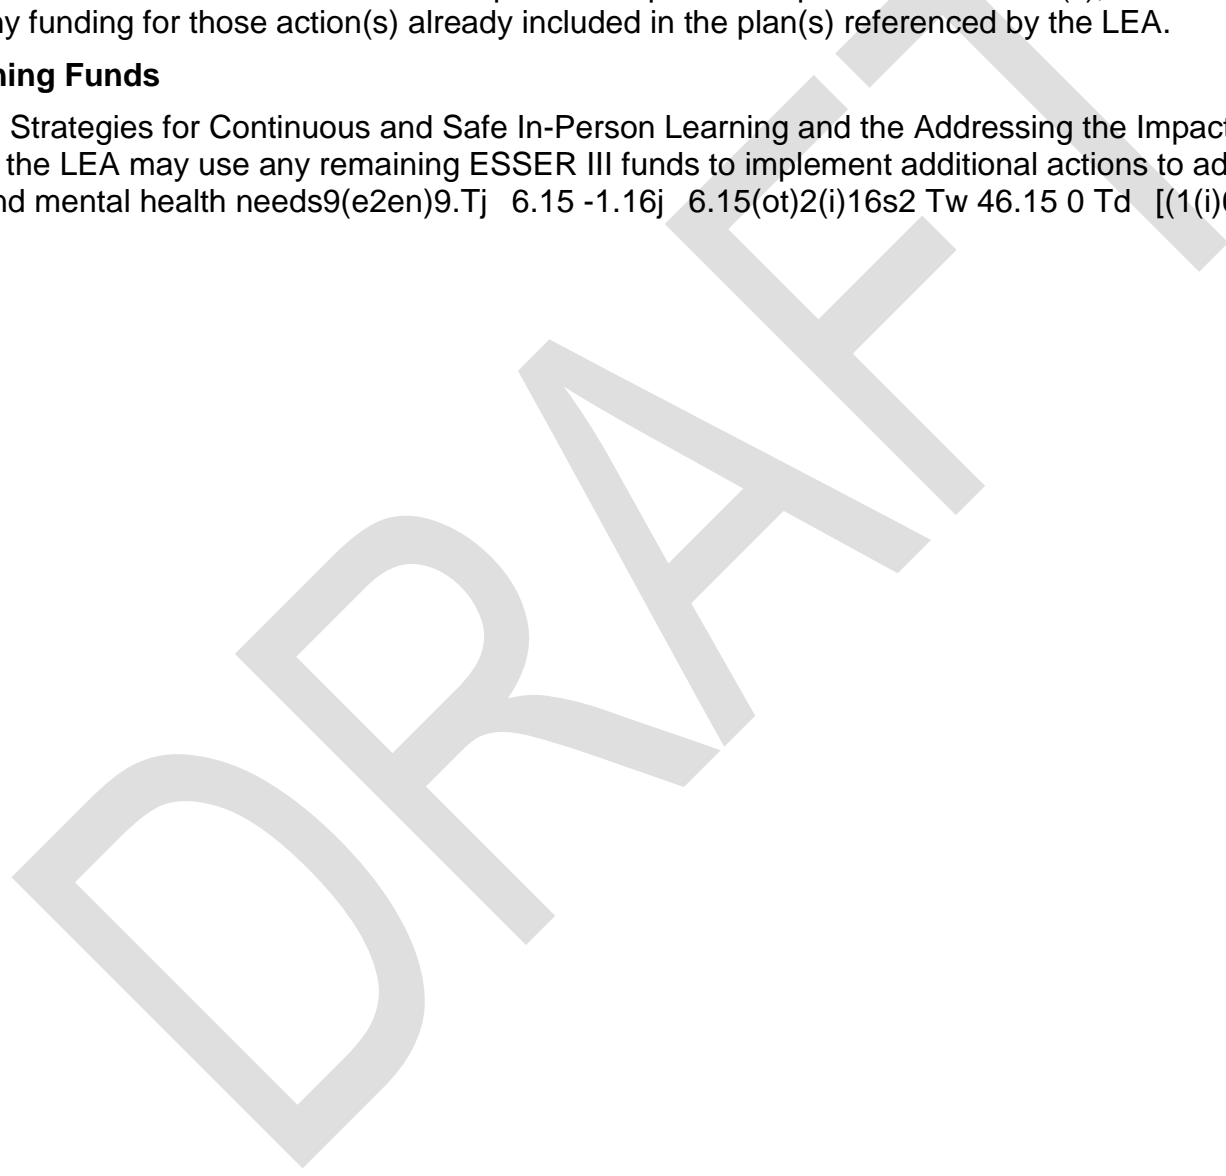 ny funding for those action(s) already included in the plan(s) referenced by the LEA.
ning Funds
Strategies for Continuous and Safe In-Person Learning and the Addressing the Impact
the LEA may use any remaining ESSER III funds to implement additional actions to ad
nd mental health needs9(e2en)9.Tj 6.15 -1.16j 6.15(ot)2(i)16s2 Tw 46.15 0 Td [(1(i)
DRAFT